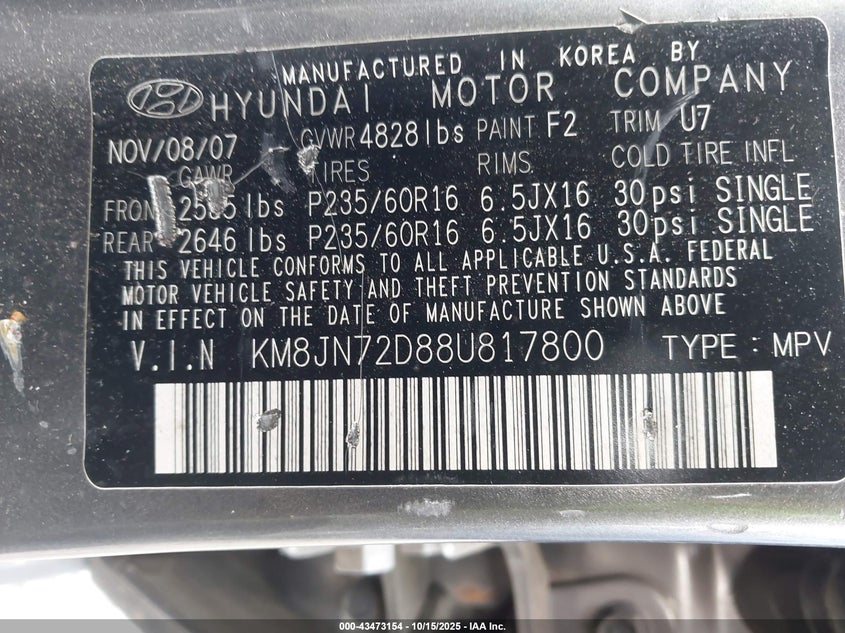 MANUFACTURED IN KOREA BY
HYUNDAI MOTOR COMPANY
NOV/08/07 GVWR 4828 lbs PAINT F2 TRIM U7
GAWR TIRES RIMS COLD TIRE INFL
FRONT lbs P235/60R16 6.5JX16 30psi SINGLE
REAR 2646 lbs P235/60R16 6.5JX16 30psi SINGLE
THIS VEHICLE CONFORMS TO ALL APPLICABLE U.S.A. FEDERAL
MOTOR VEHICLE SAFETY AND THEFT PREVENTION STANDARDS
IN EFFECT ON THE DATE OF MANUFACTURE SHOWN ABOVE
V.I.N KM8JN72D88U817800 TYPE : MPV
000-43473154 - 10/15/2025 - IAA Inc.